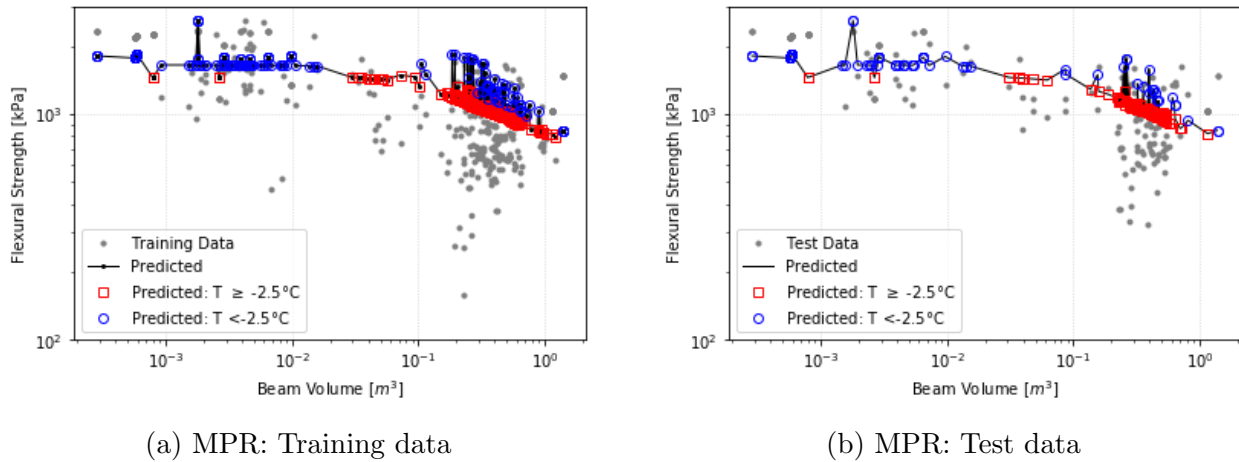 Flexural Strength [kPa]
10^3
10^2
Training Data
Predicted
Predicted: T ≥ -2.5°C
Predicted: T <-2.5°C
10^-3
10^-2
10^-1
10^0
Beam Volume [m^3]
(a) MPR: Training data
Flexural Strength [kPa]
10^3
10^2
Test Data
Predicted
Predicted: T ≥ -2.5°C
Predicted: T <-2.5°C
10^-3
10^-2
10^-1
10^0
Beam Volume [m^3]
(b) MPR: Test data